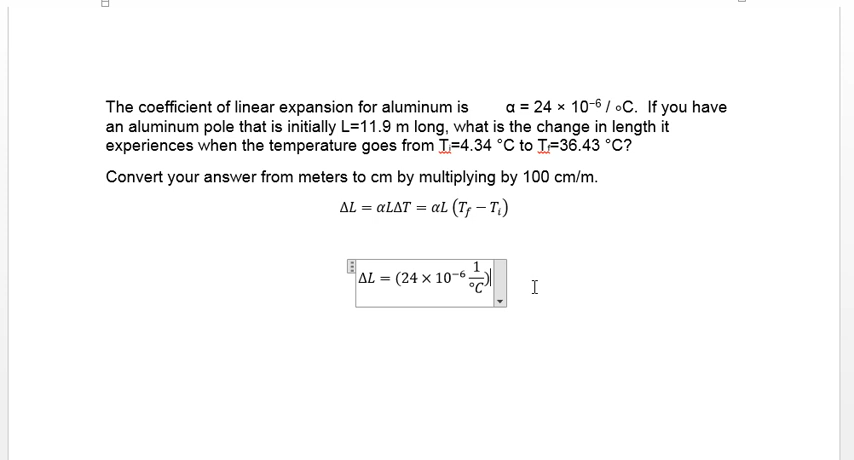 The coefficient of linear expansion for aluminum is α = 24 × 10⁻⁶ / ∘C. If you have
an aluminum pole that is initially L=11.9 m long, what is the change in length it
experiences when the temperature goes from Tᵢ=4.34 °C to T_f=36.43 °C?
Convert your answer from meters to cm by multiplying by 100 cm/m.
ΔL = αLΔT = αL (T_f − Tᵢ)
ΔL = (24 × 10⁻⁶ 1/°C)